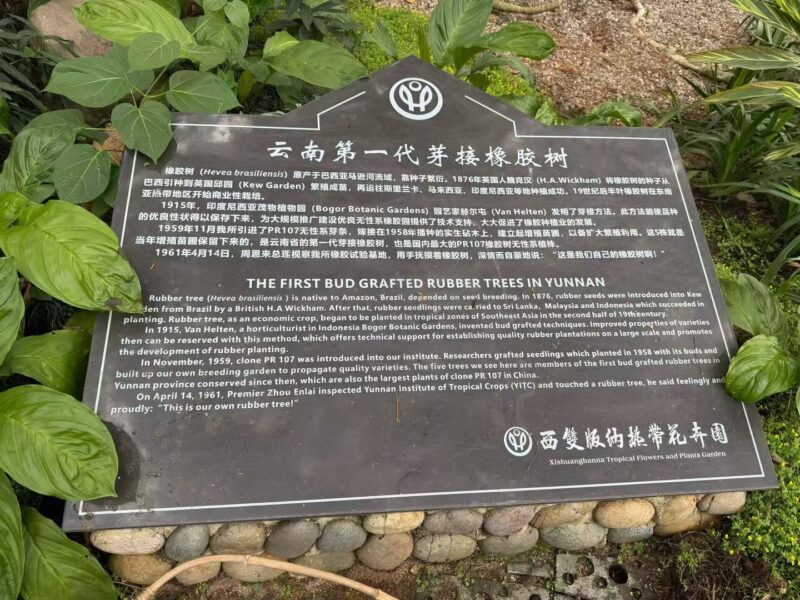 云南第一代芽接橡胶树
橡胶树（Hevea brasiliensis）原产于巴西亚马逊河流域，靠种子繁衍。1876年英国人魏克汉（H.A.Wickham）将橡胶树的种子从
巴西引种到英国邱园（Kew Garden）繁殖成苗，再运往斯里兰卡、马来西亚、印度尼西亚等地种植成功。19世纪后半叶橡胶树在东南
亚热带地区开始商业性栽培。
1915年，印度尼西亚茂物植物园（Bogor Botanic Gardens）园艺家赫尔屯（Van Helten）发明了芽接方法。此方法能使品种
的优良性状得以保存下来，为大规模推广建设优良无性系橡胶园提供了技术支持，大大促进了橡胶种植业的发展。
1959年11月我所引进了PR107无性系芽条，嫁接在1958年播种的实生砧木上，建立起增殖苗圃，以备扩大繁殖利用。这5株就是
当年增殖苗圃保留下来的，是云南省的第一代芽接橡胶树，也是国内最大的PR107橡胶树无性系植株。
1961年4月14日，周恩来总理视察我所橡胶试验基地，用手抚摸着橡胶树，深情而自豪地说：“这是我们自己的橡胶树啊！”
THE FIRST BUD GRAFTED RUBBER TREES IN YUNNAN
Rubber tree (Hevea brasiliensis ) is native to Amazon, Brazil, depended on seed breeding. In 1876, rubber seeds were introduced into Kew
den from Brazil by a British H.A Wickham. After that, rubber seedlings were carried to Sri Lanka, Malaysia and Indonesia which succeeded in
planting. Rubber tree, as an economic crop, began to be planted in tropical zones of Southeast Asia in the second half of 19th century.
In 1915, Van Helten, a horticulturist in Indonesia Bogor Botanic Gardens, invented bud grafted techniques. Improved properties of varieties
then can be reserved with this method, which offers technical support for establishing quality rubber plantations on a large scale and promotes
the development of rubber planting.
In November, 1959, clone PR 107 was introduced into our institute. Researchers grafted seedlings which planted in 1958 with its buds and
built up our own breeding garden to propagate quality varieties. The five trees we see here are members of the first bud grafted rubber trees in
Yunnan province conserved since then, which are also the largest plants of clone PR 107 in China.
On April 14, 1961, Premier Zhou Enlai inspected Yunnan Institute of Tropical Crops (YITC) and touched a rubber tree, he said feelingly and
proudly: “This is our own rubber tree!”
西雙版納熱帶花卉園
Xishuangbanna Tropical Flowers and Plants Garden